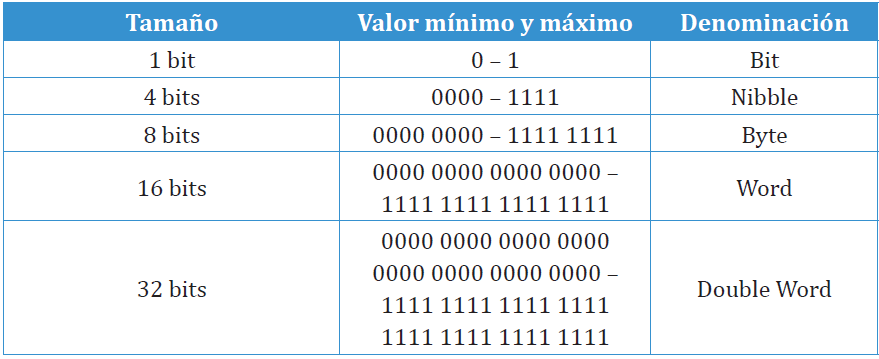 Tamaño Valor mínimo y máximo Denominación
1 bit 0 – 1 Bit
4 bits 0000 – 1111 Nibble
8 bits 0000 0000 – 1111 1111 Byte
16 bits 0000 0000 0000 0000 –
1111 1111 1111 1111 Word
32 bits 0000 0000 0000 0000
0000 0000 0000 0000 –
1111 1111 1111 1111
1111 1111 1111 1111 Double Word